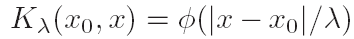 K_λ(x_0, x) = ϕ(|x − x_0|/λ)